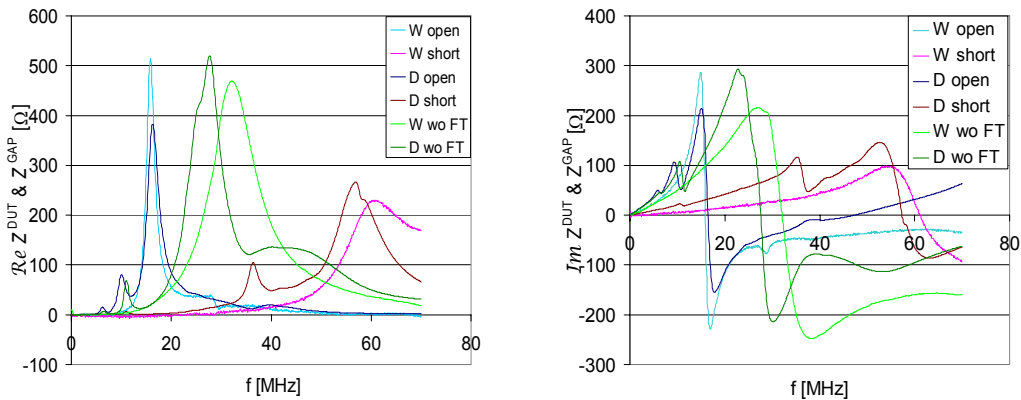 600
500
400
300
200
100
0
-100
0
20
40
60
80
f [MHz]
Re Z^DUT & Z^GAP [Ω]
W open
W short
D open
D short
W wo FT
D wo FT
400
300
200
100
0
-100
-200
-300
0
20
40
60
80
f [MHz]
Im Z^DUT & Z^GAP [Ω]
W open
W short
D open
D short
W wo FT
D wo FT